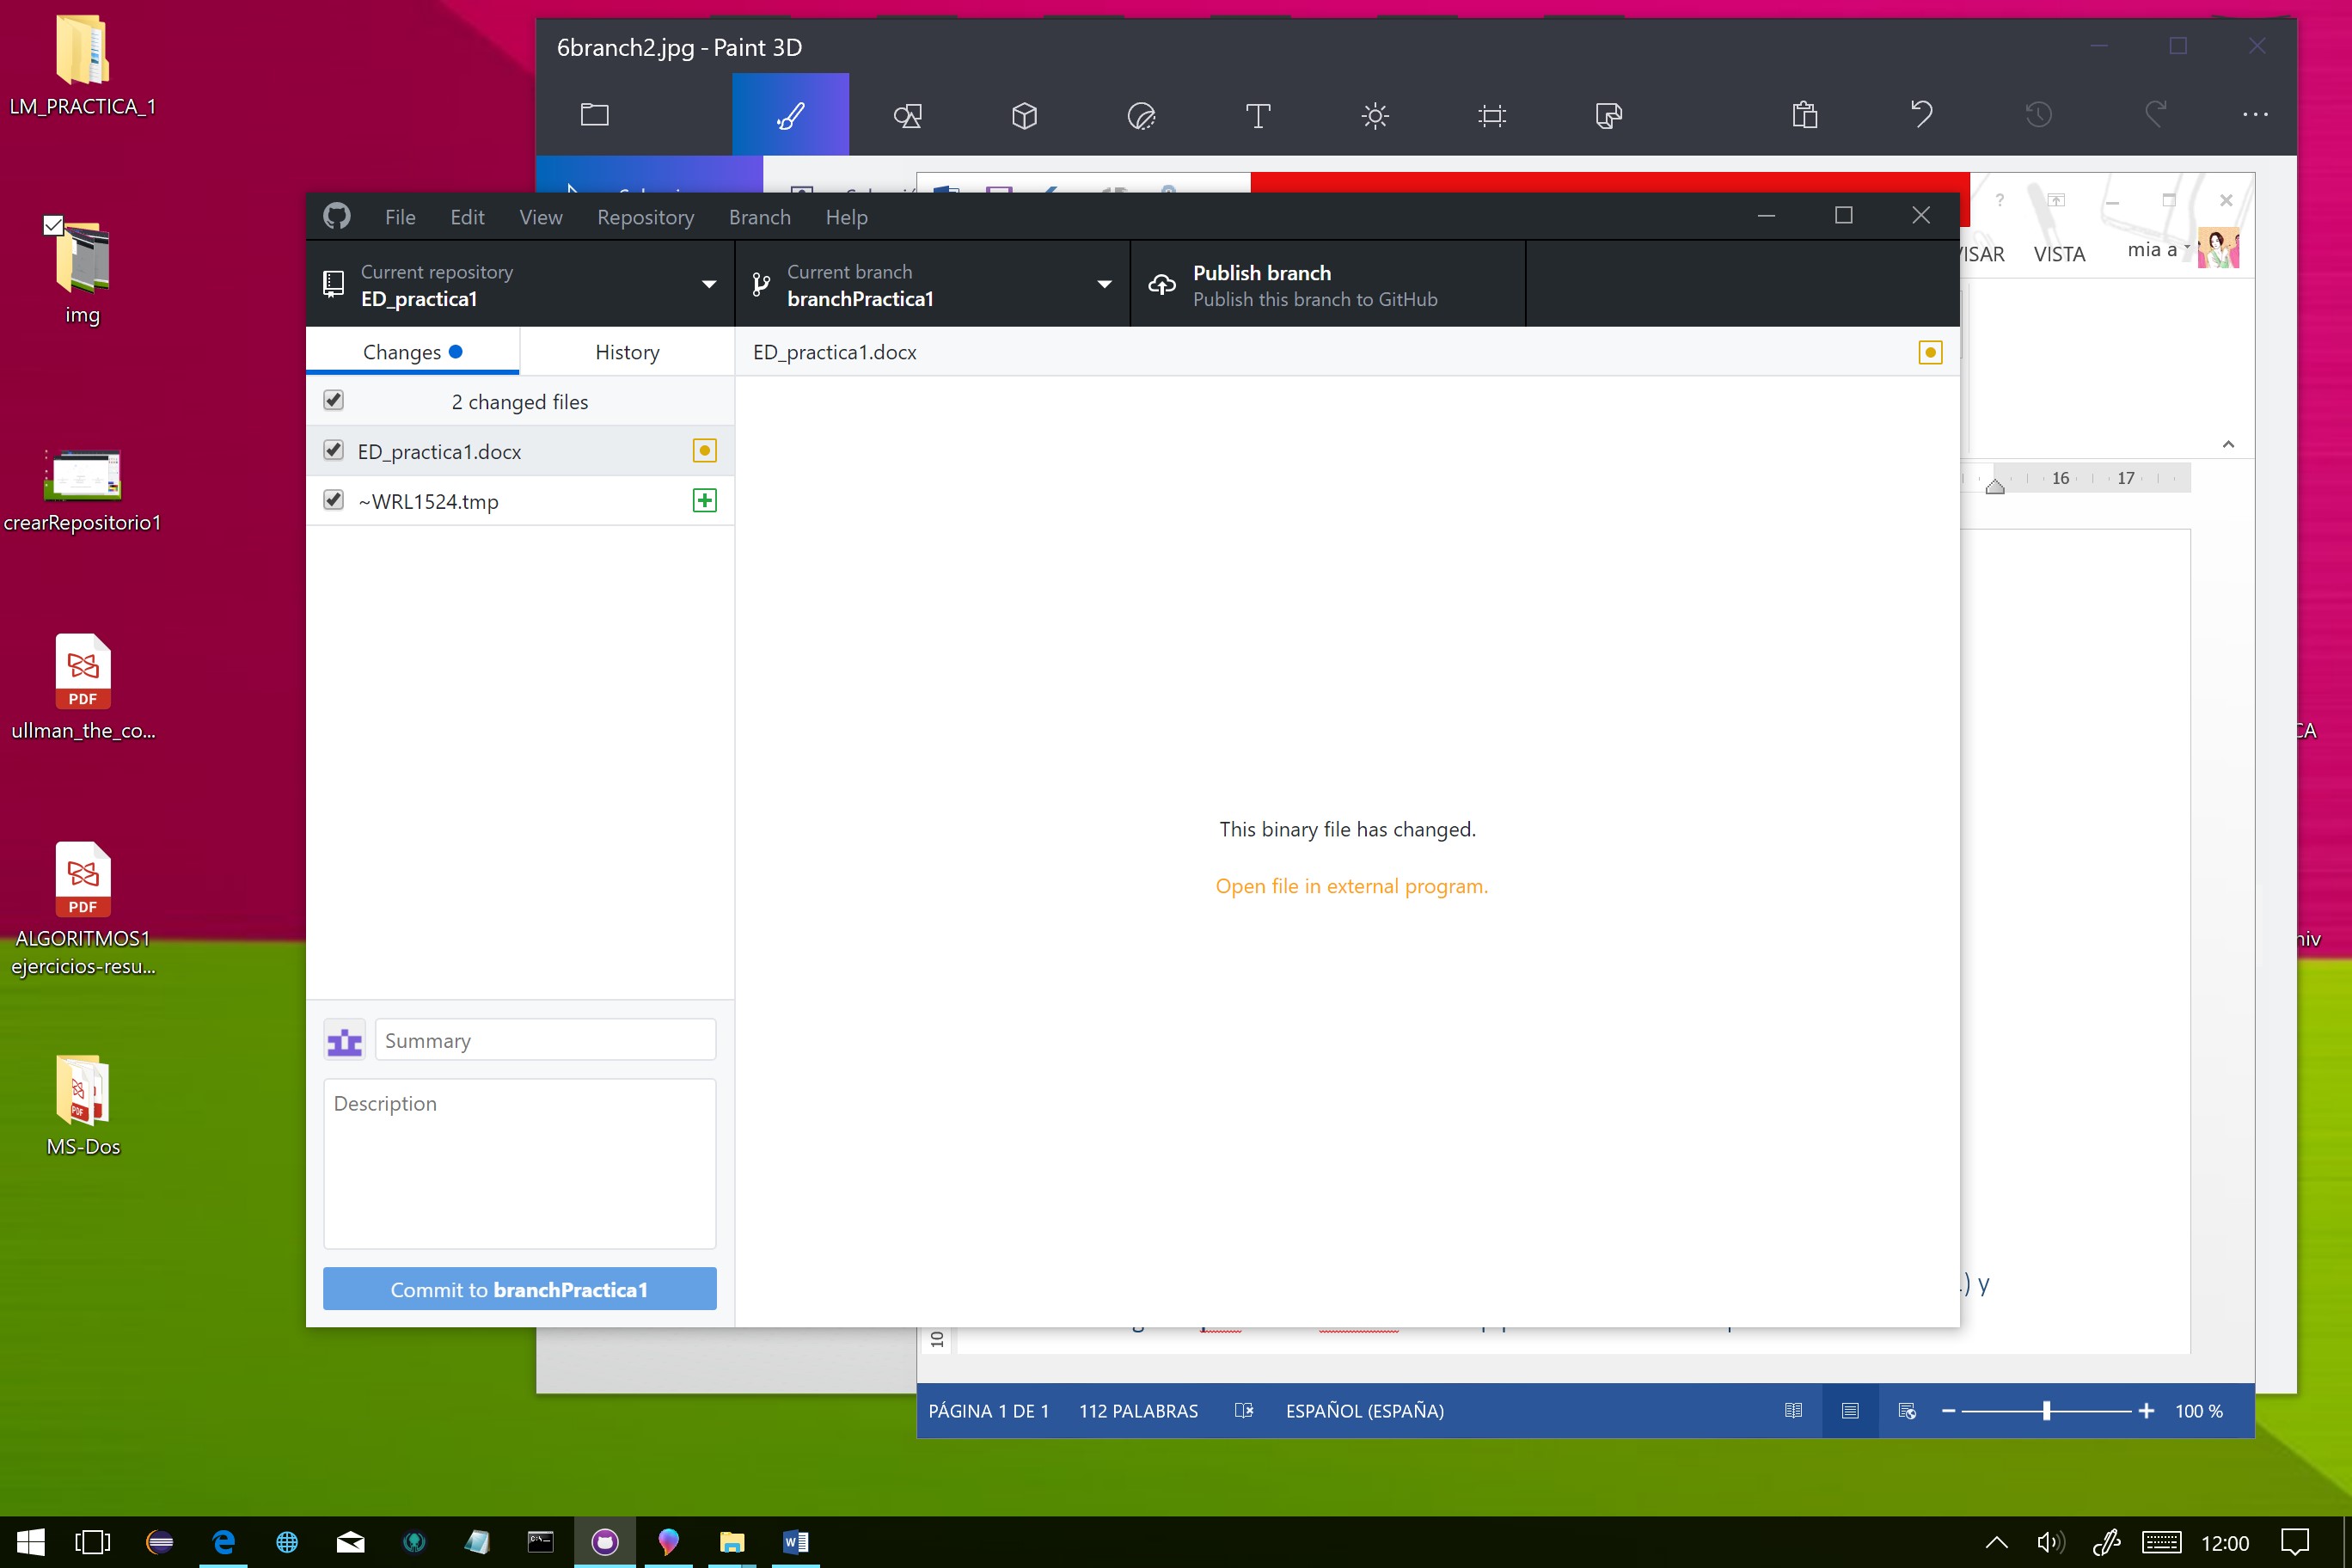 LM_PRACTICA_1
img
crearRepositorio1
ullman_the_co...
PDF
ALGORITMOS1
ejercicios-resu...
PDF
MS-Dos
PDF
6branch2.jpg - Paint 3D
File Edit View Repository Branch Help
Current repository
ED_practica1
Current branch
branchPractica1
Publish branch
Publish this branch to GitHub
Changes
History
ED_practica1.docx
2 changed files
ED_practica1.docx
~WRL1524.tmp
This binary file has changed.
Open file in external program.
Summary
Description
Commit to branchPractica1
VISTA
mia a
16 17
) y
10
PÁGINA 1 DE 1 112 PALABRAS ESPAÑOL (ESPAÑA) 100 %
12:00